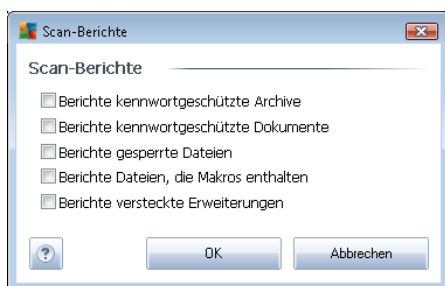 Scan-Berichte
Scan-Berichte
Berichte kennwortgeschützte Archive
Berichte kennwortgeschützte Dokumente
Berichte gesperrte Dateien
Berichte Dateien, die Makros enthalten
Berichte versteckte Erweiterungen
?
OK
Abbrechen